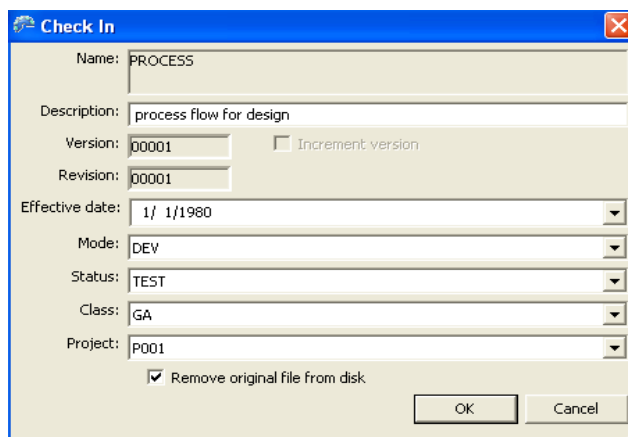 Check In
Name: PROCESS
Description: process flow for design
Version: 00001 Increment version
Revision: 00001
Effective date: 1/ 1/1980
Mode: DEV
Status: TEST
Class: GA
Project: P001
Remove original file from disk
OK Cancel